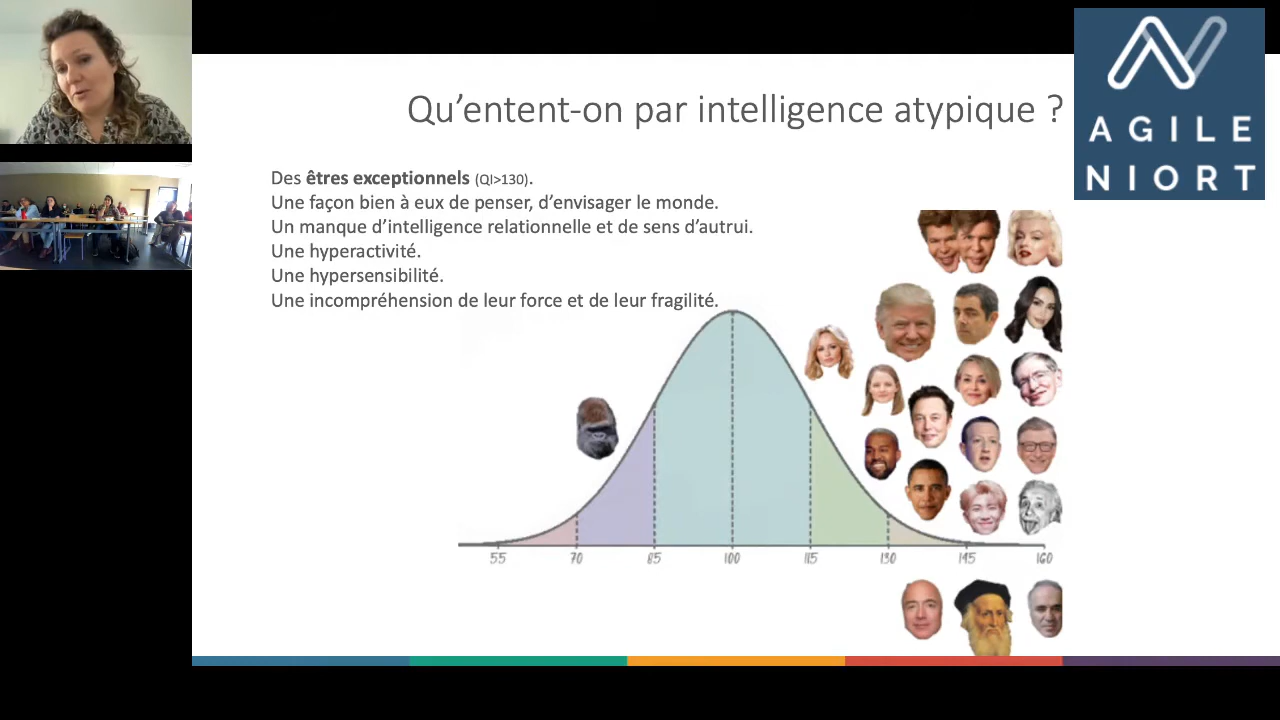 Qu’entent-on par intelligence atypique ?
AGILE
NIORT
Des êtres exceptionnels (QI>130).
Une façon bien à eux de penser, d’envisager le monde.
Un manque d’intelligence relationnelle et de sens d’autrui.
Une hyperactivité.
Une hypersensibilité.
Une incompréhension de leur force et de leur fragilité.
55 70 85 100 115 130 145 160